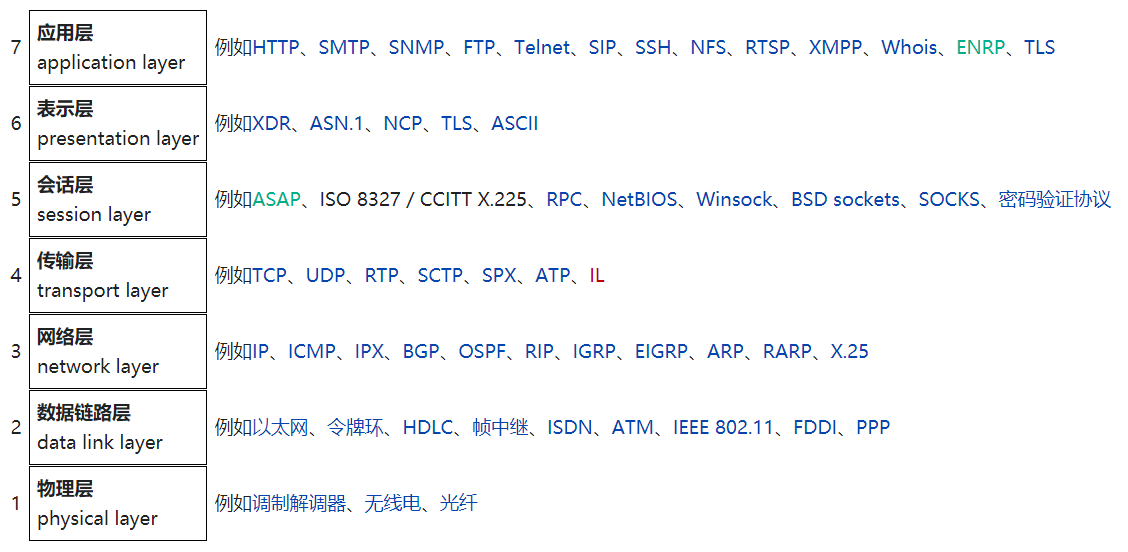 7 应用层 application layer 例如HTTP、SMTP、SNMP、FTP、Telnet、SIP、SSH、NFS、RTSP、XMPP、Whois、ENRP、TLS
6 表示层 presentation layer 例如XDR、ASN.1、NCP、TLS、ASCII
5 会话层 session layer 例如ASAP、ISO 8327 / CCITT X.225、RPC、NetBIOS、Winsock、BSD sockets、SOCKS、密码验证协议
4 传输层 transport layer 例如TCP、UDP、RTP、SCTP、SPX、ATP、IL
3 网络层 network layer 例如IP、ICMP、IPX、BGP、OSPF、RIP、IGRP、EIGRP、ARP、RARP、X.25
2 数据链路层 data link layer 例如以太网、令牌环、HDLC、帧中继、ISDN、ATM、IEEE 802.11、FDDI、PPP
1 物理层 physical layer 例如调制解调器、无线电、光纤